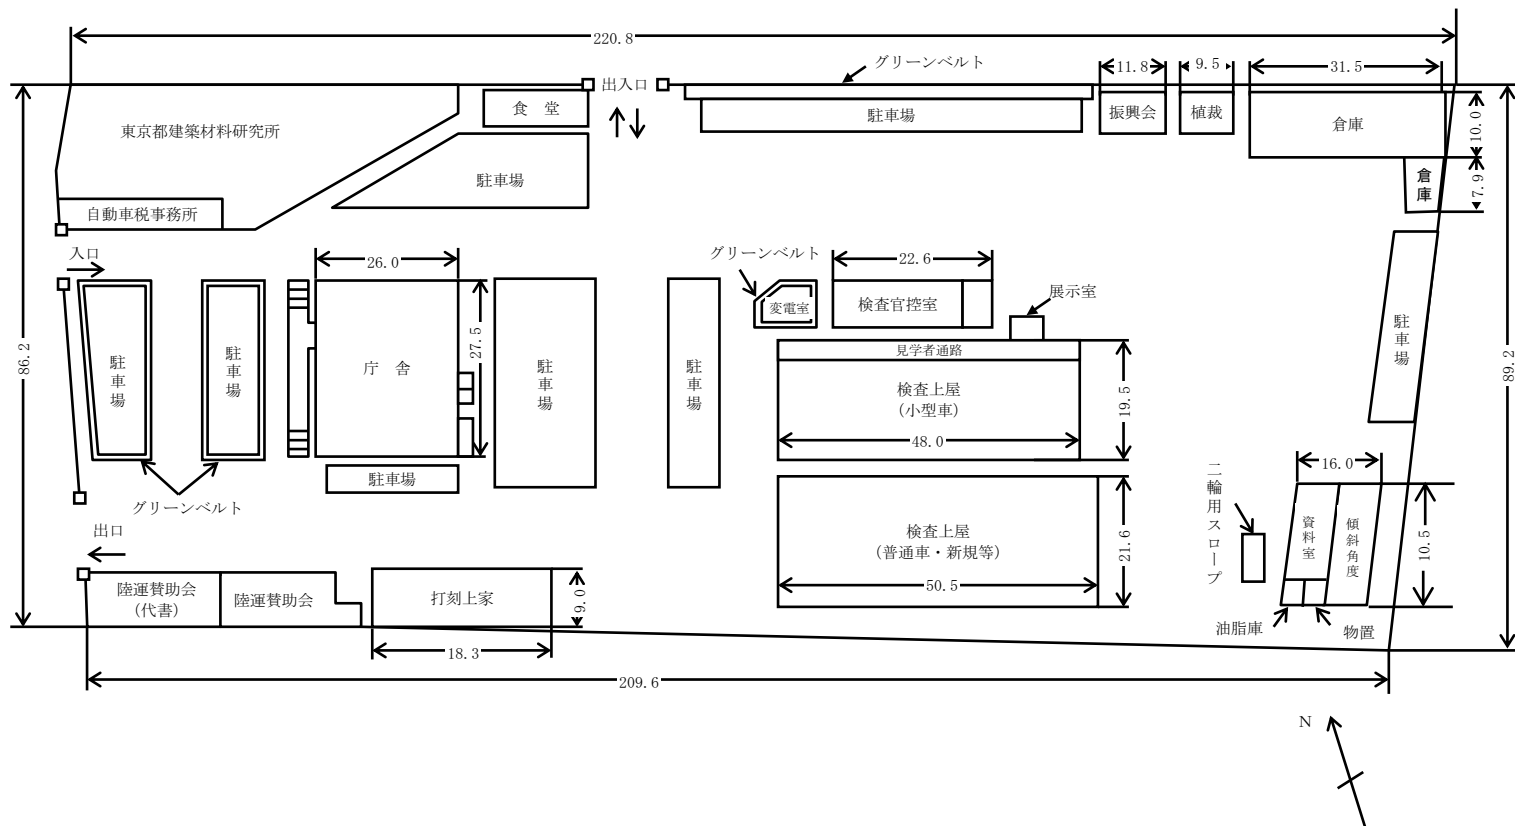 220.8
グリーンベルト
11.8
9.5
31.5
出入口
食　堂
駐車場
振興会
植裁
倉庫
10.0
東京都建築材料研究所
駐車場
倉庫
7.9
自動車税事務所
入口
26.0
グリーンベルト
22.6
展示室
変電室
検査官控室
86.2
駐車場
駐車場
庁　舎
27.5
駐車場
駐車場
見学者通路
検査上屋
(小型車)
19.5
48.0
駐車場
89.2
駐車場
グリーンベルト
16.0
二輪用スロープ
出口
検査上屋
(普通車・新規等)
21.6
50.5
資料室
傾斜角度
10.5
陸運賛助会
(代書)
陸運賛助会
打刻上家
9.0
油脂庫
物置
18.3
209.6
N